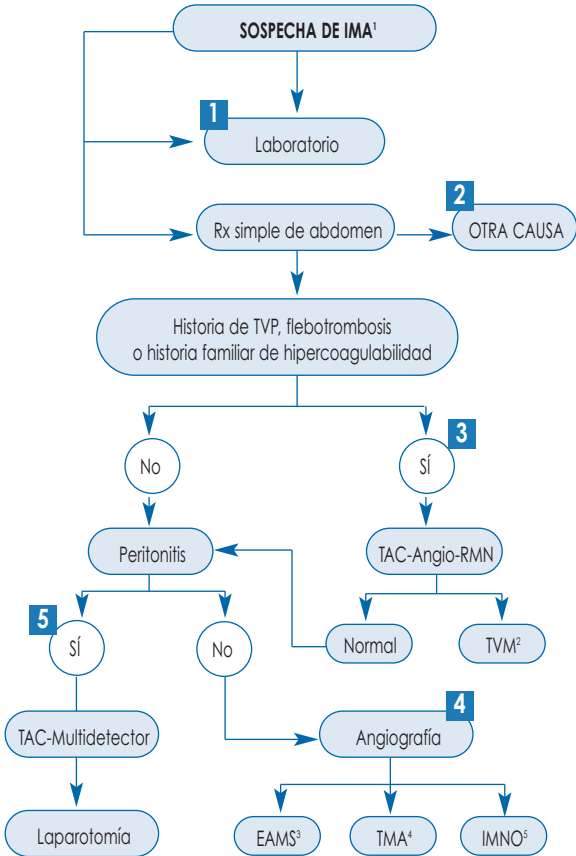 SOSPECHA DE IMA¹
1
Laboratorio
2
Rx simple de abdomen
OTRA CAUSA
Historia de TVP, flebotrombosis
o historia familiar de hipercoagulabilidad
3
No
SÍ
Peritonitis
TAC-Angio-RMN
5
SÍ
No
Normal
TVM²
4
TAC-Multidetector
Angiografía
Laparotomía
EAMS³
TMA⁴
IMNO⁵